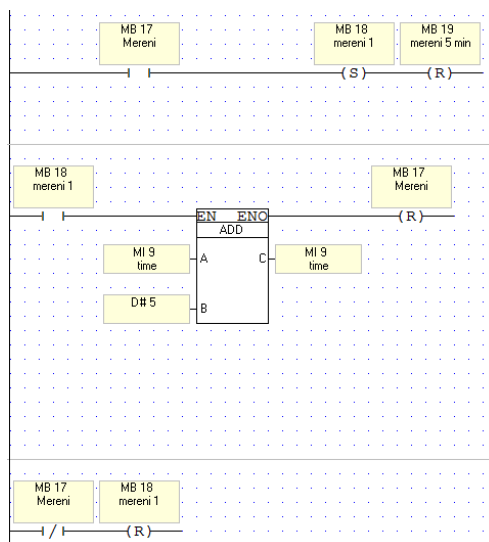 MB 17
Mereni
MB 18
mereni 1
MB 19
mereni 5 min
S
R
MB 18
mereni 1
MB 17
Mereni
EN ENO
R
ADD
MI 9
time
A
C
MI 9
time
D# 5
B
MB 17
Mereni
MB 18
mereni 1
R